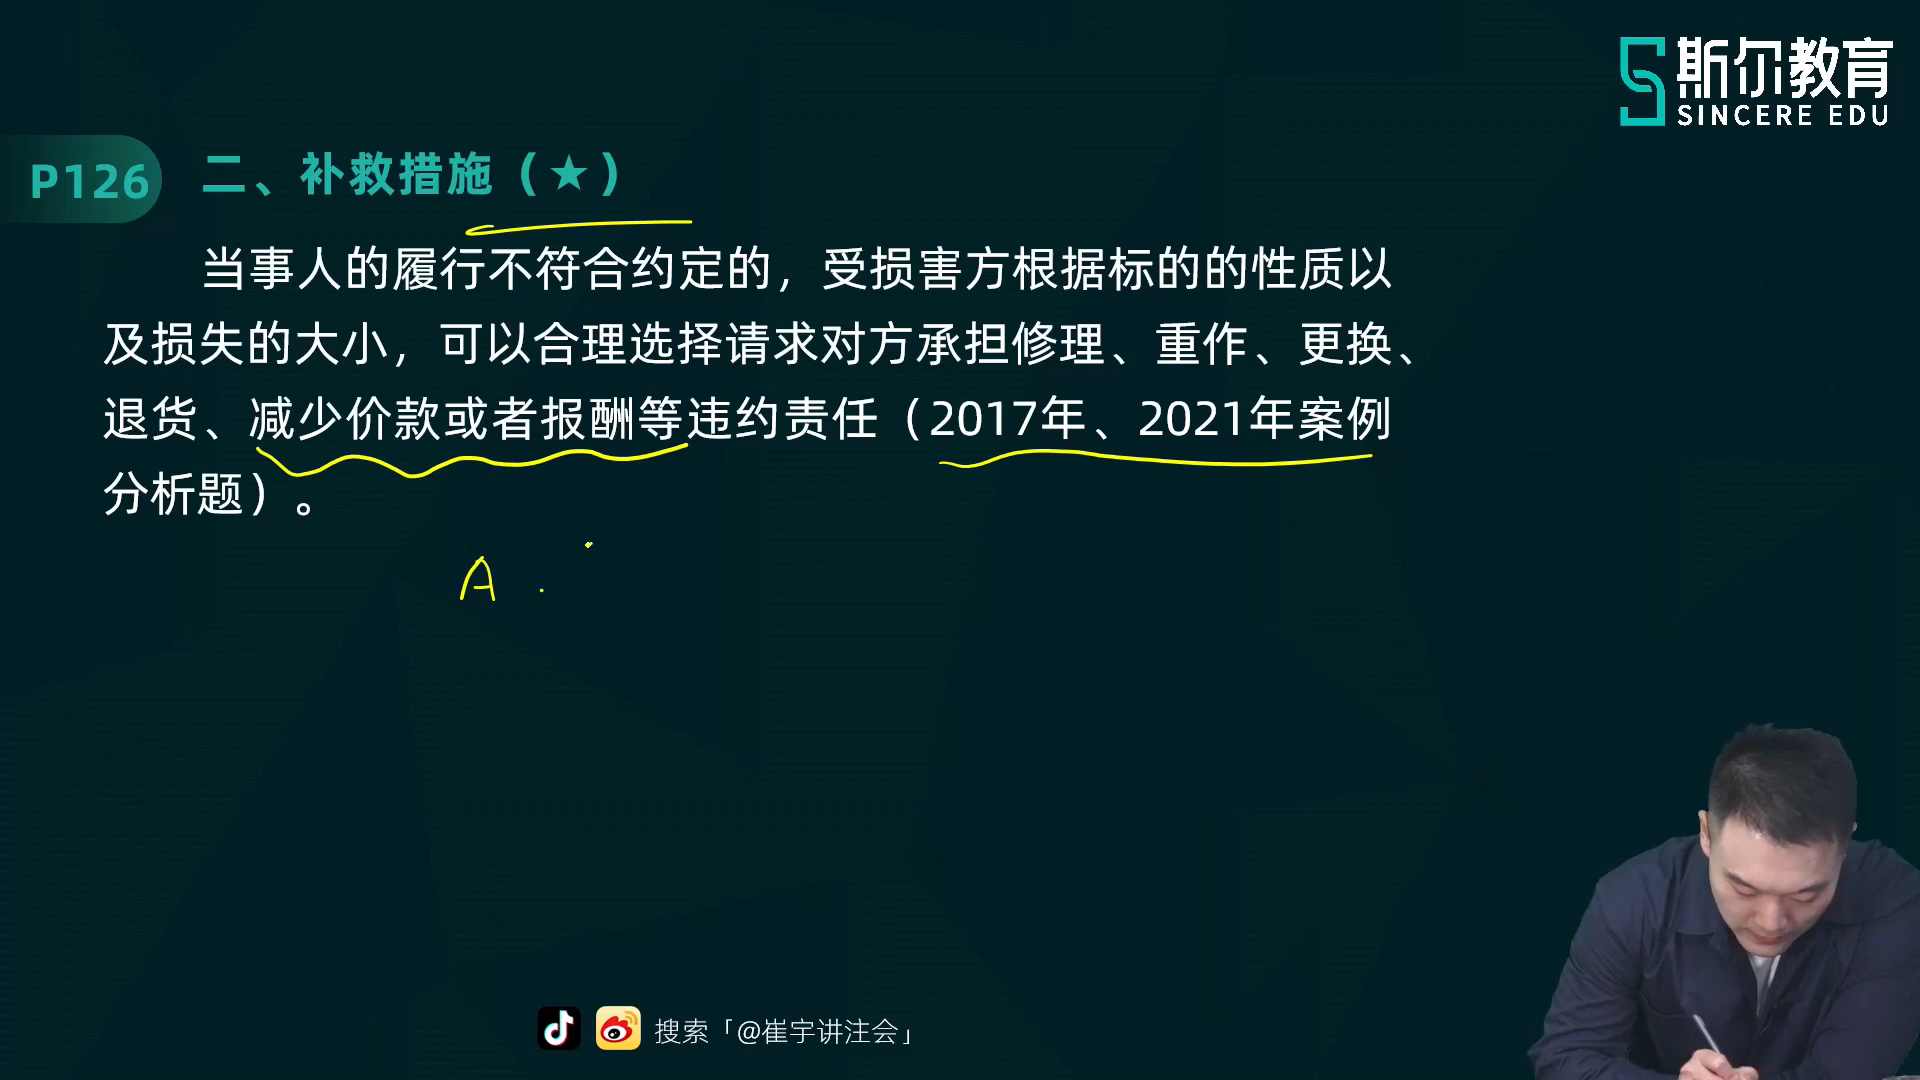 斯尔教育
SINCERE EDU
P126
二、补救措施（★）
当事人的履行不符合约定的，受损害方根据标的的性质以
及损失的大小，可以合理选择请求对方承担修理、重作、更换、
退货、减少价款或者报酬等违约责任（2017年、2021年案例
分析题）。
A
搜索「@崔宇讲注会」